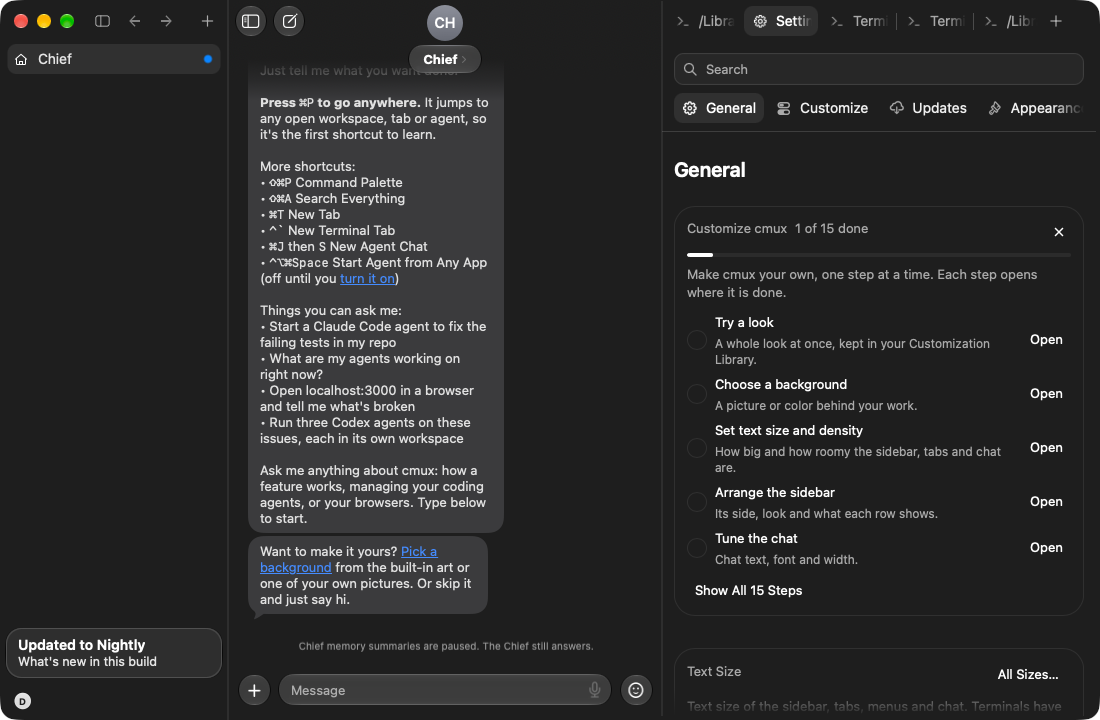 Chief
Updated to Nightly
What's new in this build
D
CH
Chief
Just tell me what you want done.
Press ⌘P to go anywhere. It jumps to
any open workspace, tab or agent, so
it's the first shortcut to learn.
More shortcuts:
• ⇧⌘P Command Palette
• ⇧⌘A Search Everything
• ⌘T New Tab
• ^` New Terminal Tab
• ⌘J then S New Agent Chat
• ^⌥⌘Space Start Agent from Any App
(off until you turn it on)
Things you can ask me:
• Start a Claude Code agent to fix the
failing tests in my repo
• What are my agents working on
right now?
• Open localhost:3000 in a browser
and tell me what's broken
• Run three Codex agents on these
issues, each in its own workspace
Ask me anything about cmux: how a
feature works, managing your coding
agents, or your browsers. Type below
to start.
Want to make it yours? Pick a
background from the built-in art or
one of your own pictures. Or skip it
and just say hi.
Chief memory summaries are paused. The Chief still answers.
Message
/Libra
Settin
Termi
Termi
/Libr
Search
General
Customize
Updates
Appearanc
General
Customize cmux 1 of 15 done
Make cmux your own, one step at a time. Each step opens
where it is done.
Try a look
A whole look at once, kept in your Customization
Library.
Open
Choose a background
A picture or color behind your work.
Open
Set text size and density
How big and how roomy the sidebar, tabs and chat
are.
Open
Arrange the sidebar
Its side, look and what each row shows.
Open
Tune the chat
Chat text, font and width.
Open
Show All 15 Steps
Text Size
All Sizes...
Text size of the sidebar, tabs, menus and chat. Terminals have